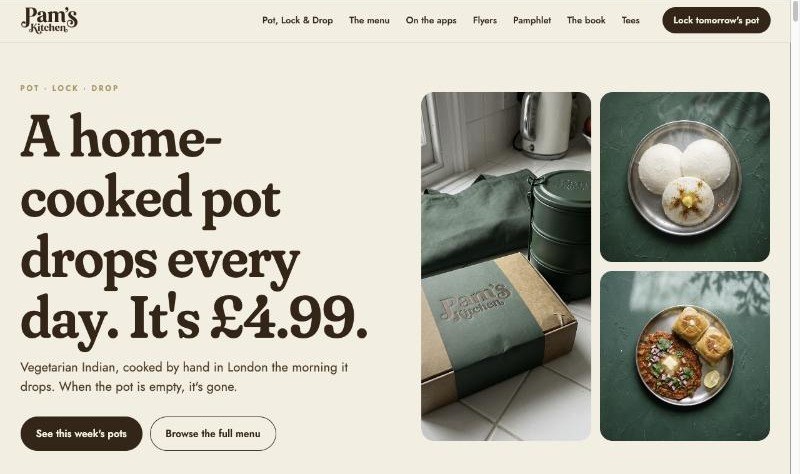 Pam's
Kitchen
Pot, Lock & Drop The menu On the apps Flyers Pamphlet The book Tees Lock tomorrow's pot
POT · LOCK · DROP
A home-
cooked pot
drops every
day. It's £4.99.
Vegetarian Indian, cooked by hand in London the morning it
drops. When the pot is empty, it's gone.
See this week's pots Browse the full menu
Pam's
Kitchen